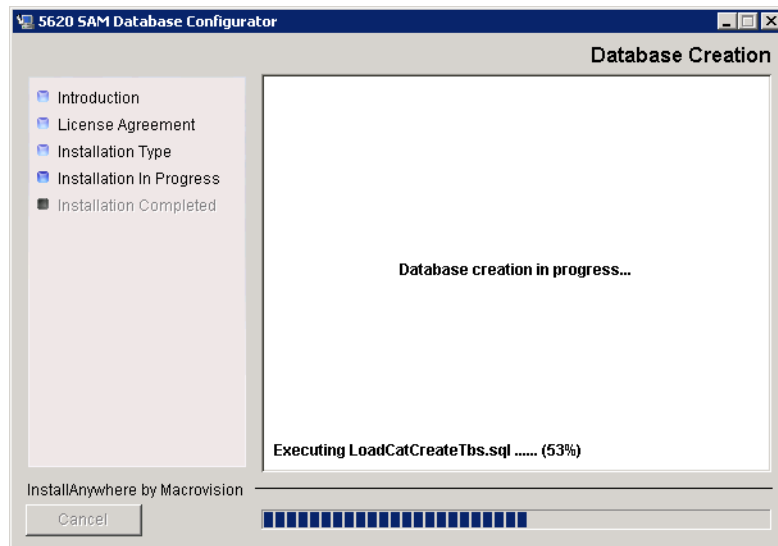 5620 SAM Database Configurator
Database Creation
Introduction
License Agreement
Installation Type
Installation In Progress
Installation Completed
Database creation in progress...
Executing LoadCatCreateTbs.sql ...... (53%)
InstallAnywhere by Macrovision
Cancel